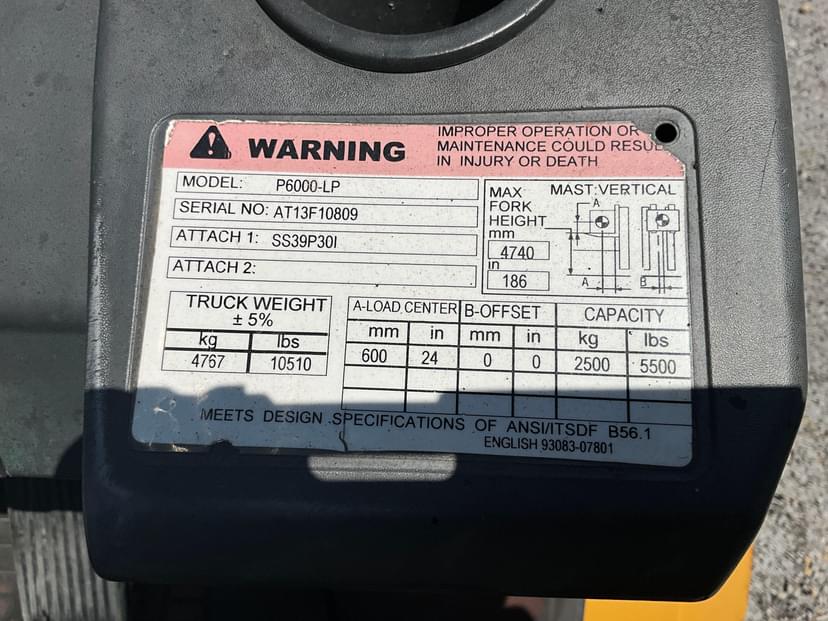 WARNING
IMPROPER OPERATION OR
MAINTENANCE COULD RESUL
IN INJURY OR DEATH
MODEL: P6000-LP
SERIAL NO: AT13F10809
ATTACH 1: SS39P30I
ATTACH 2:
MAX
FORK
HEIGHT
mm
4740
in
186
MAST:VERTICAL
A
A B
TRUCK WEIGHT
± 5%
kg lbs
4767 10510
A-LOAD CENTER B-OFFSET CAPACITY
mm in mm in kg lbs
600 24 0 0 2500 5500
MEETS DESIGN SPECIFICATIONS OF ANSI/ITSDF B56.1
ENGLISH 93083-07801